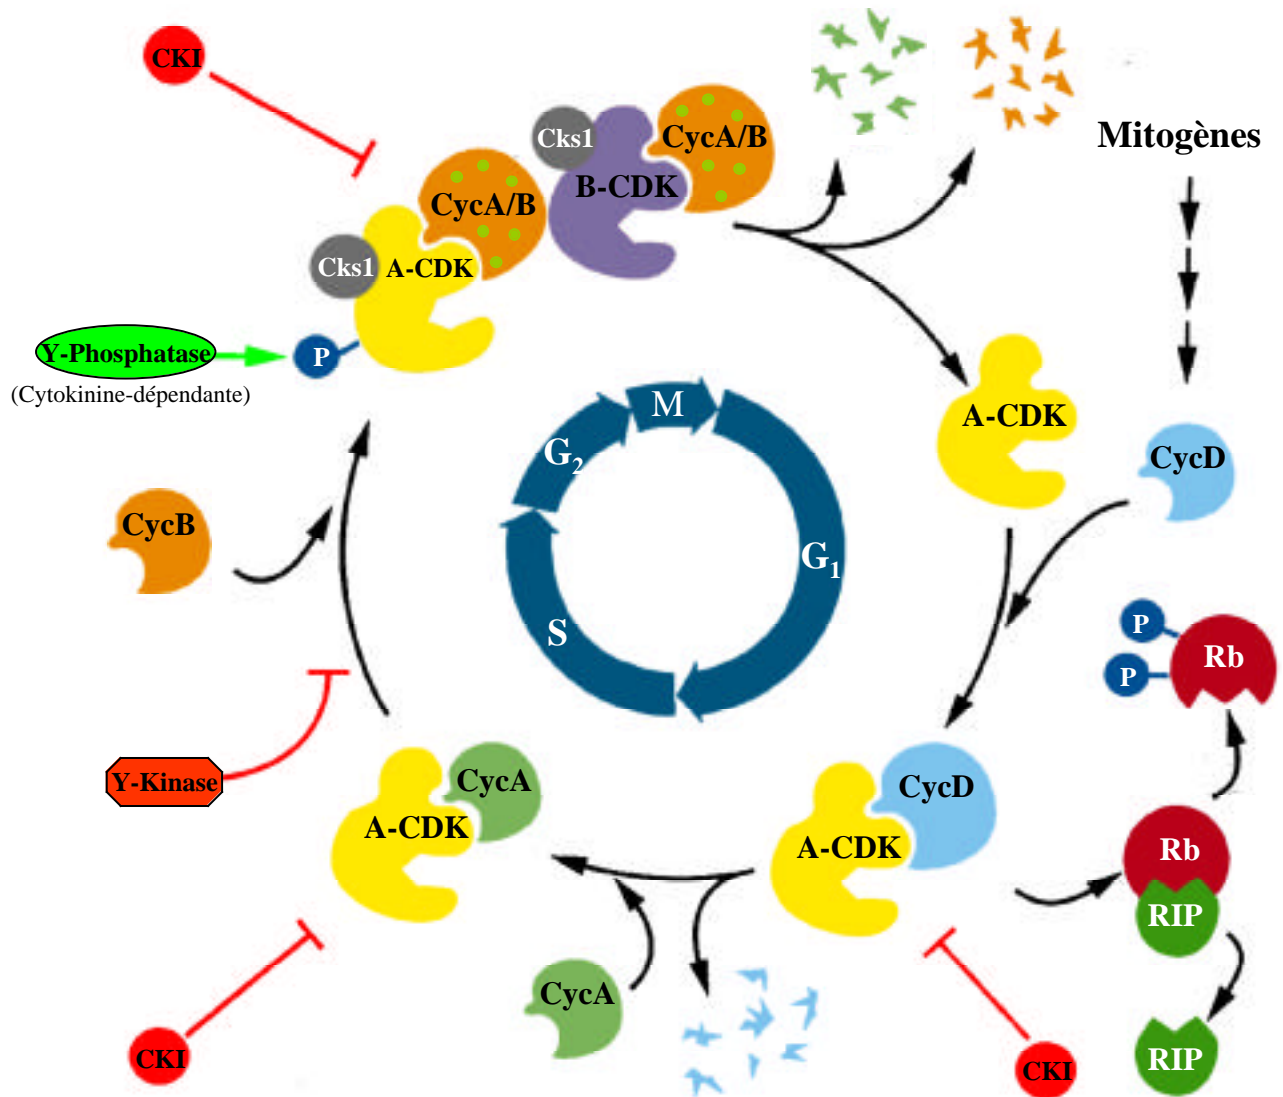 CKI
Cks1
CycA/B
B-CDK
Mitogènes
CycA/B
Cks1
A-CDK
Y-Phosphatase
P
(Cytokinine-dépendante)
M
A-CDK
G2
CycD
CycB
G1
S
P
Rb
P
Y-Kinase
CycA
A-CDK
CycD
A-CDK
Rb
RIP
CycA
CKI
CKI
RIP